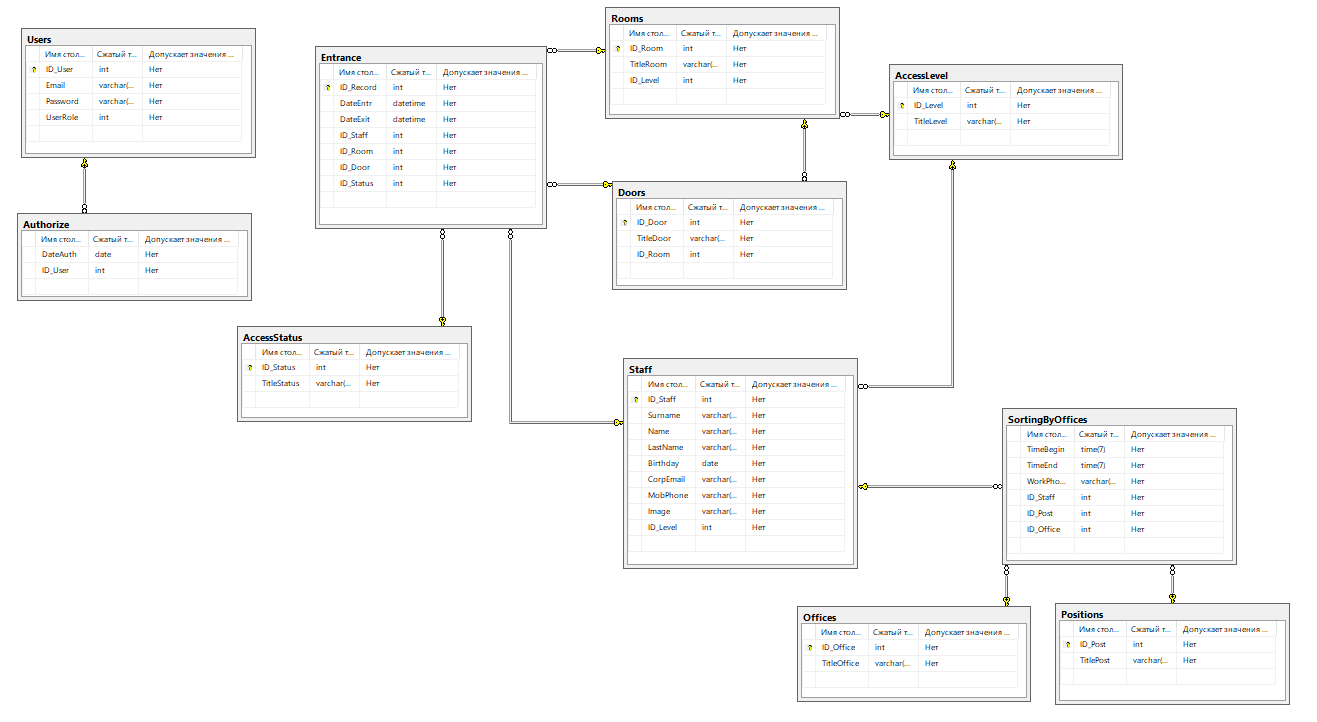 Users
Имя стол... Сжатый т... Допускает значения ...
ID_User int Нет
Email varchar(... Нет
Password varchar(... Нет
UserRole int Нет
Authorize
Имя стол... Сжатый т... Допускает значения ...
DateAuth date Нет
ID_User int Нет
Entrance
Имя стол... Сжатый т... Допускает значения ...
ID_Record int Нет
DateEntr datetime Нет
DateExit datetime Нет
ID_Staff int Нет
ID_Room int Нет
ID_Door int Нет
ID_Status int Нет
AccessStatus
Имя стол... Сжатый т... Допускает значения ...
ID_Status int Нет
TitleStatus varchar(... Нет
Rooms
Имя стол... Сжатый т... Допускает значения ...
ID_Room int Нет
TitleRoom varchar(... Нет
ID_Level int Нет
AccessLevel
Имя стол... Сжатый т... Допускает значения ...
ID_Level int Нет
TitleLevel varchar(... Нет
Doors
Имя стол... Сжатый т... Допускает значения ...
ID_Door int Нет
TitleDoor varchar(... Нет
ID_Room int Нет
Staff
Имя стол... Сжатый т... Допускает значения ...
ID_Staff int Нет
Surname varchar(... Нет
Name varchar(... Нет
LastName varchar(... Нет
Birthday date Нет
CorpEmail varchar(... Нет
MobPhone varchar(... Нет
Image varchar(... Нет
ID_Level int Нет
SortingByOffices
Имя стол... Сжатый т... Допускает значения ...
TimeBegin time(7) Нет
TimeEnd time(7) Нет
WorkPho... varchar(... Нет
ID_Staff int Нет
ID_Post int Нет
ID_Office int Нет
Offices
Имя стол... Сжатый т... Допускает значения ...
ID_Office int Нет
TitleOffice varchar(... Нет
Positions
Имя стол... Сжатый т... Допускает значения ...
ID_Post int Нет
TitlePost varchar(... Нет